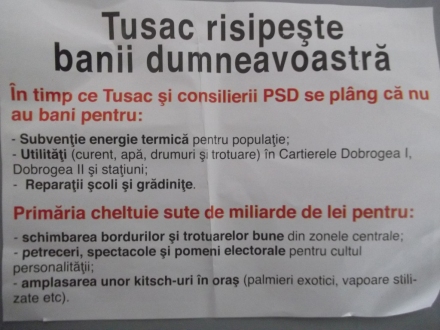 Tusac risipeşte
banii dumneavoastră
În timp ce Tusac şi consilierii PSD se plâng că nu
au bani pentru:
- Subvenţie energie termică pentru populaţie;
- Utilităţi (curent, apă, drumuri şi trotuare) în Cartierele Dobrogea I,
Dobrogea II şi staţiuni;
- Reparaţii şcoli şi grădiniţe.
Primăria cheltuie sute de miliarde de lei pentru:
- schimbarea bordurilor şi trotuarelor bune din zonele centrale;
- petreceri, spectacole şi pomeni electorale pentru cultul
personalităţii;
- amplasarea unor kitsch-uri în oraş (palmieri exotici, vapoare stili-
zate etc).